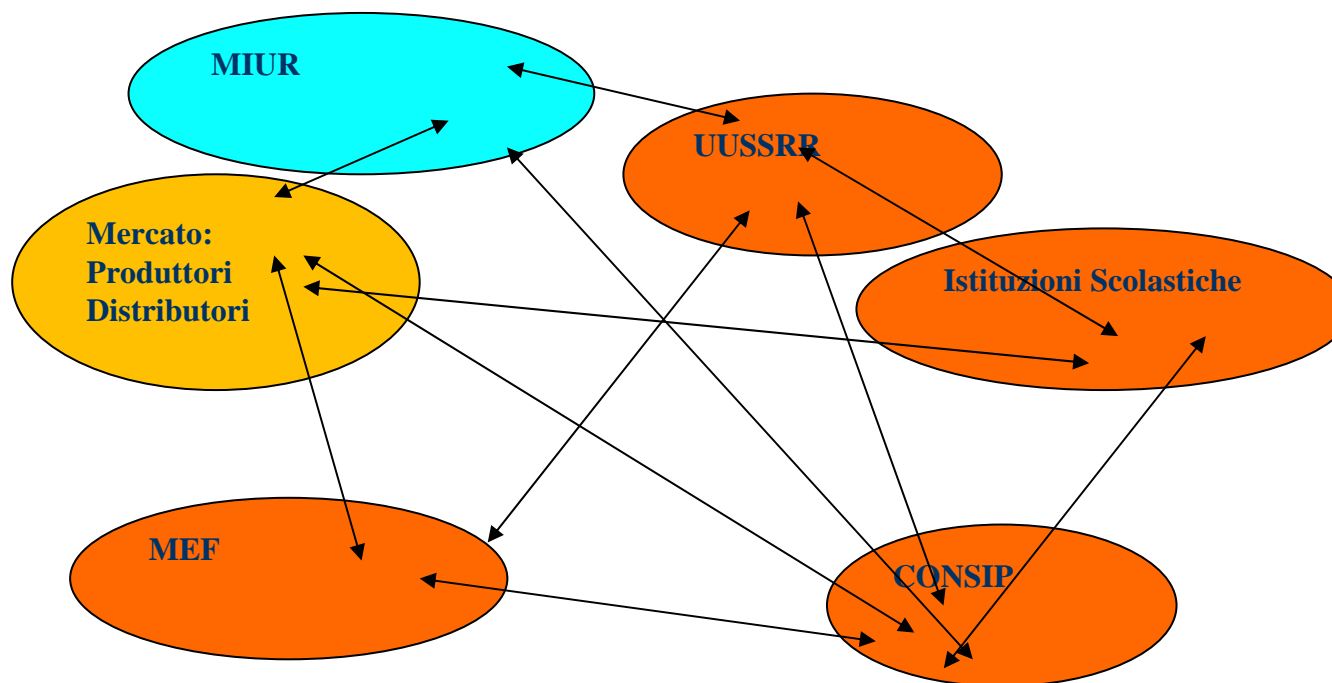 MIUR
UUSSRR
Mercato:
Produttori
Distributori
Istituzioni Scolastiche
MEF
CONSIP